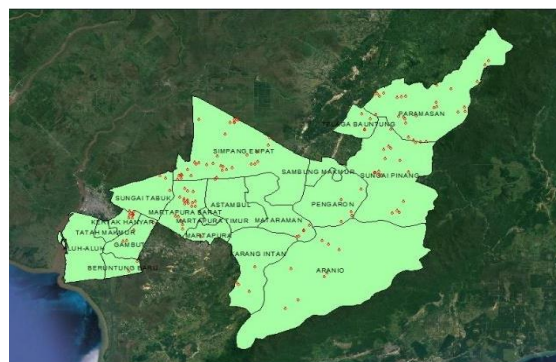 PARAMASAN
TELAGA BAUNTUNG
SIMPANG EMPAT
SAMBUNG MAKMUR
SUNGAI PINANG
SUNGAI TABUK
ASTAMBUL
PENGARON
MARTAPURA BARAT
KERTAK HANYAR
MARTAPURA TIMUR
MATARAMAN
TATAH MAKMUR
MARTAPURA
GAMBUT
ALUH-ALUH
KARANG INTAN
BERUNTUNG BARU
ARANIO